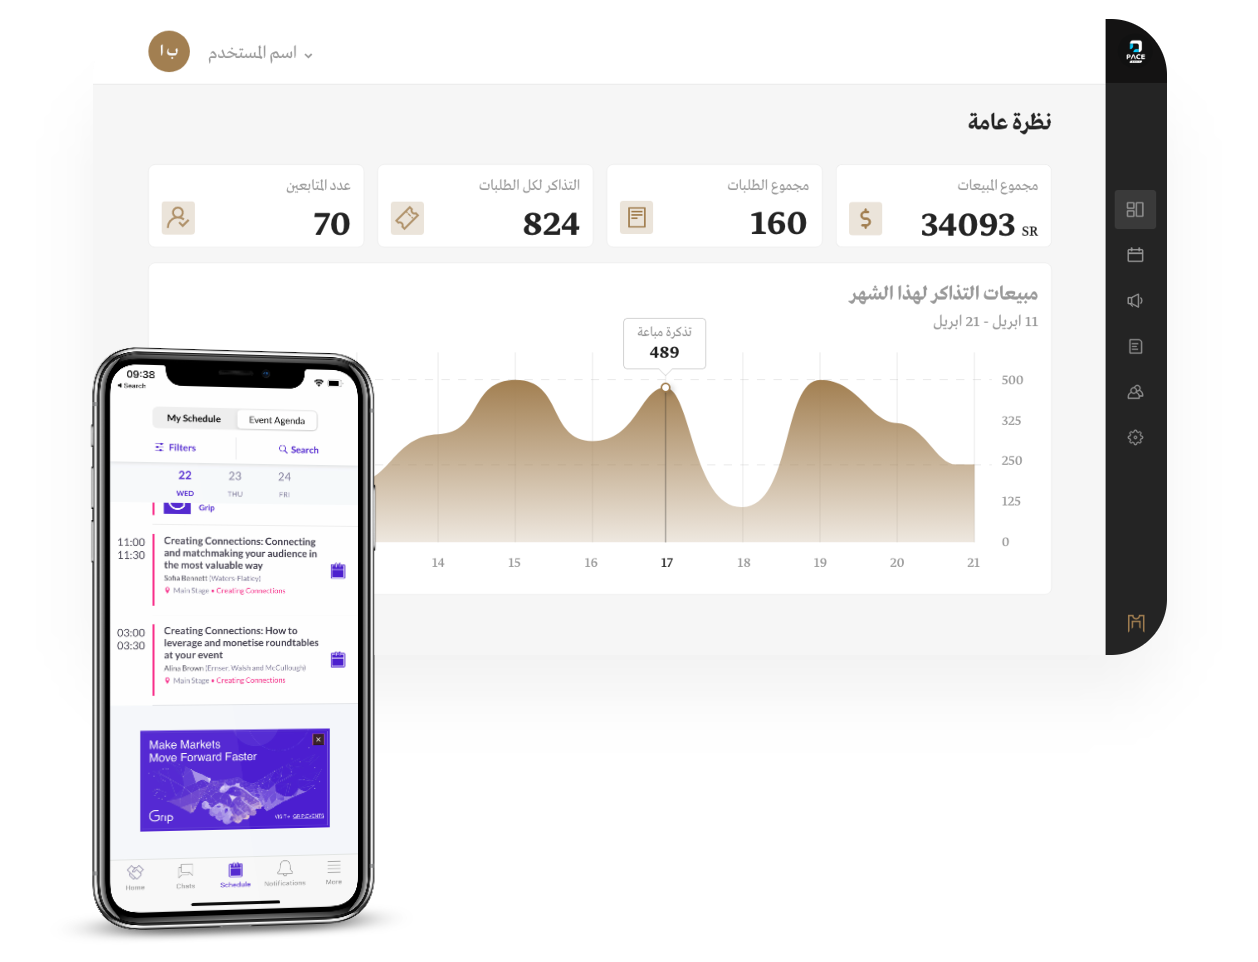 PACE
اسم المستخدم
ب ا
نظرة عامة
مجموع المبيعات
34093 SR
مجموع الطلبات
160
التذاكر لكل الطلبات
824
عدد المتابعين
70
مبيعات التذاكر لهذا الشهر
11 ابريل - 21 ابريل
تذكرة مباعة
489
500
325
250
125
0
14 15 16 17 18 19 20 21
09:38
Search
My Schedule Event Agenda
Filters Search
22 23 24
WED THU FRI
Grip
11:00
11:30
Creating Connections: Connecting
and matchmaking your audience in
the most valuable way
Sofia Bennett (Waters-Flatley)
Main Stage • Creating Connections
03:00
03:30
Creating Connections: How to
leverage and monetise roundtables
at your event
Alina Brown (Ernser, Walsh and McCullough)
Main Stage • Creating Connections
Make Markets
Move Forward Faster
Grip
VISIT GRIP.EVENTS
Home Chats Schedule Notifications More